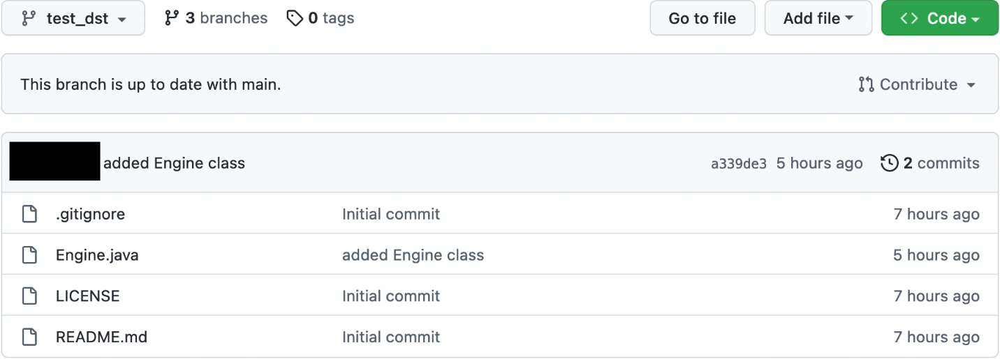 test_dst 3 branches 0 tags Go to file Add file Code
This branch is up to date with main. Contribute
added Engine class a339de3 5 hours ago 2 commits
.gitignore Initial commit 7 hours ago
Engine.java added Engine class 5 hours ago
LICENSE Initial commit 7 hours ago
README.md Initial commit 7 hours ago